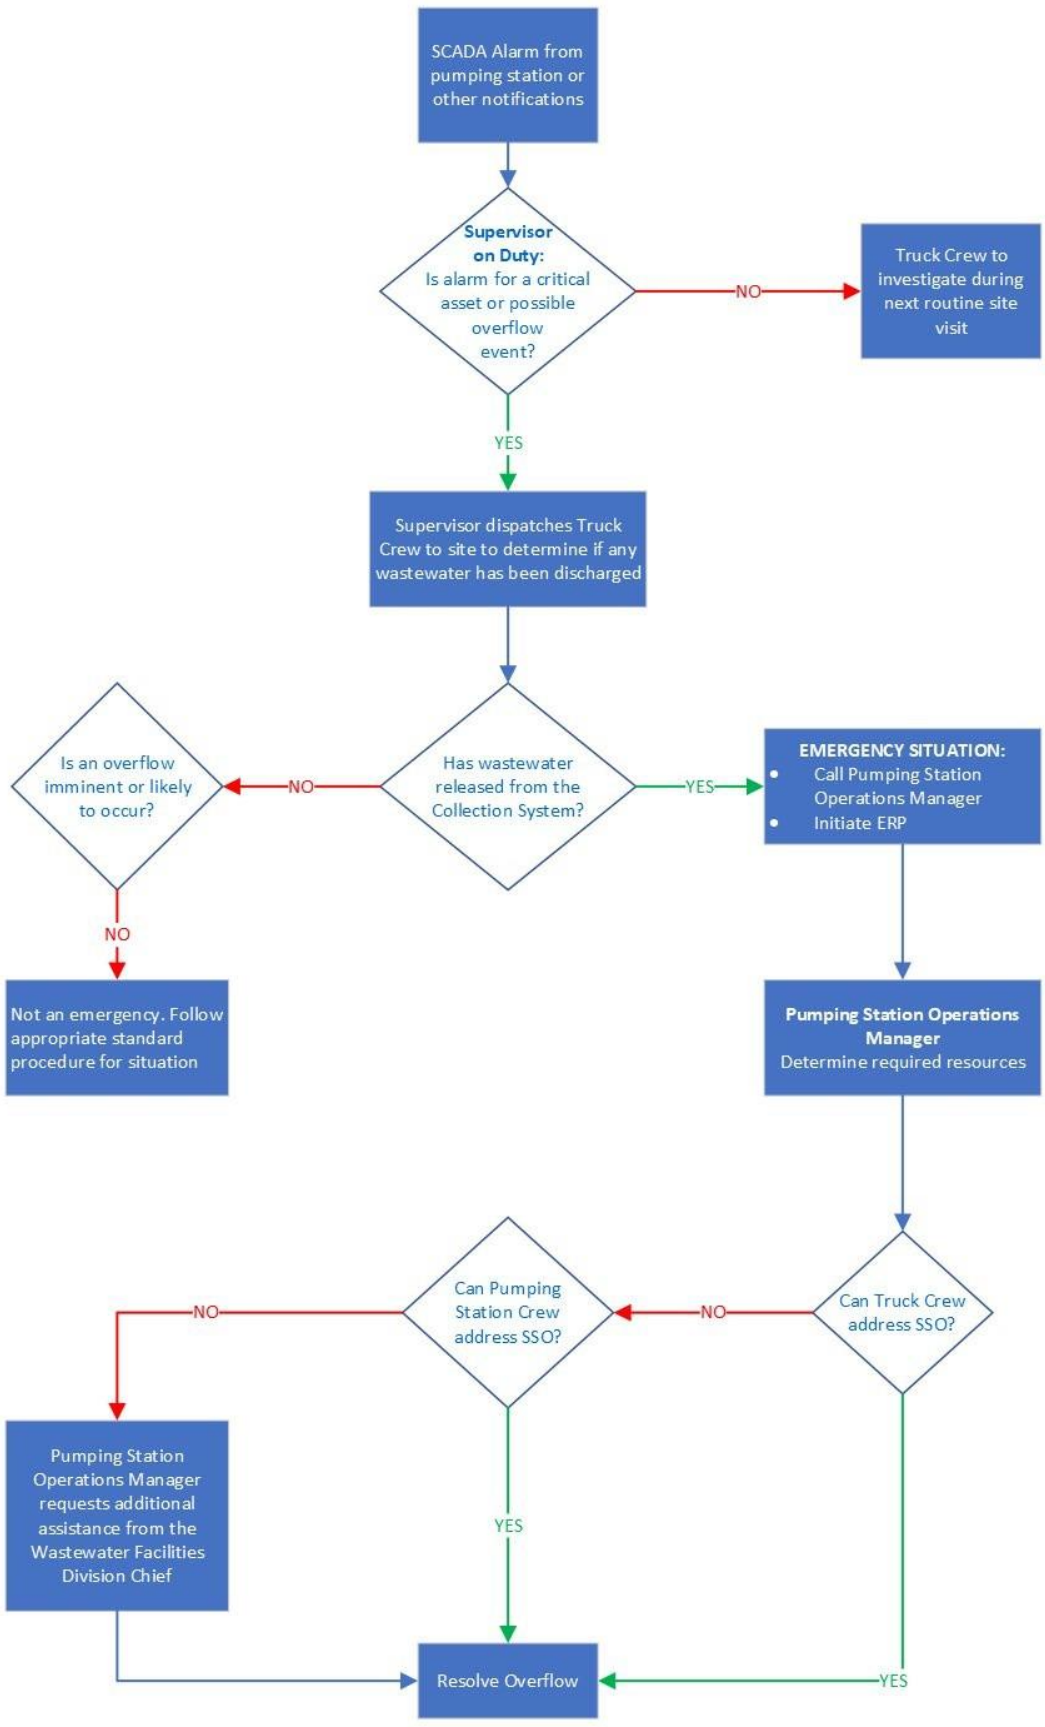 SCADA Alarm from
pumping station or
other notifications
Supervisor
on Duty:
Is alarm for a critical
asset or possible
overflow
event?
NO
Truck Crew to
investigate during
next routine site
visit
YES
Supervisor dispatches Truck
Crew to site to determine if any
wastewater has been discharged
Is an overflow
imminent or likely
to occur?
NO
Has wastewater
released from the
Collection System?
YES
EMERGENCY SITUATION:
• Call Pumping Station
Operations Manager
• Initiate ERP
NO
Not an emergency. Follow
appropriate standard
procedure for situation
Pumping Station Operations
Manager
Determine required resources
Can Truck Crew
address SSO?
NO
Can Pumping
Station Crew
address SSO?
NO
Pumping Station
Operations Manager
requests additional
assistance from the
Wastewater Facilities
Division Chief
YES
Resolve Overflow
YES